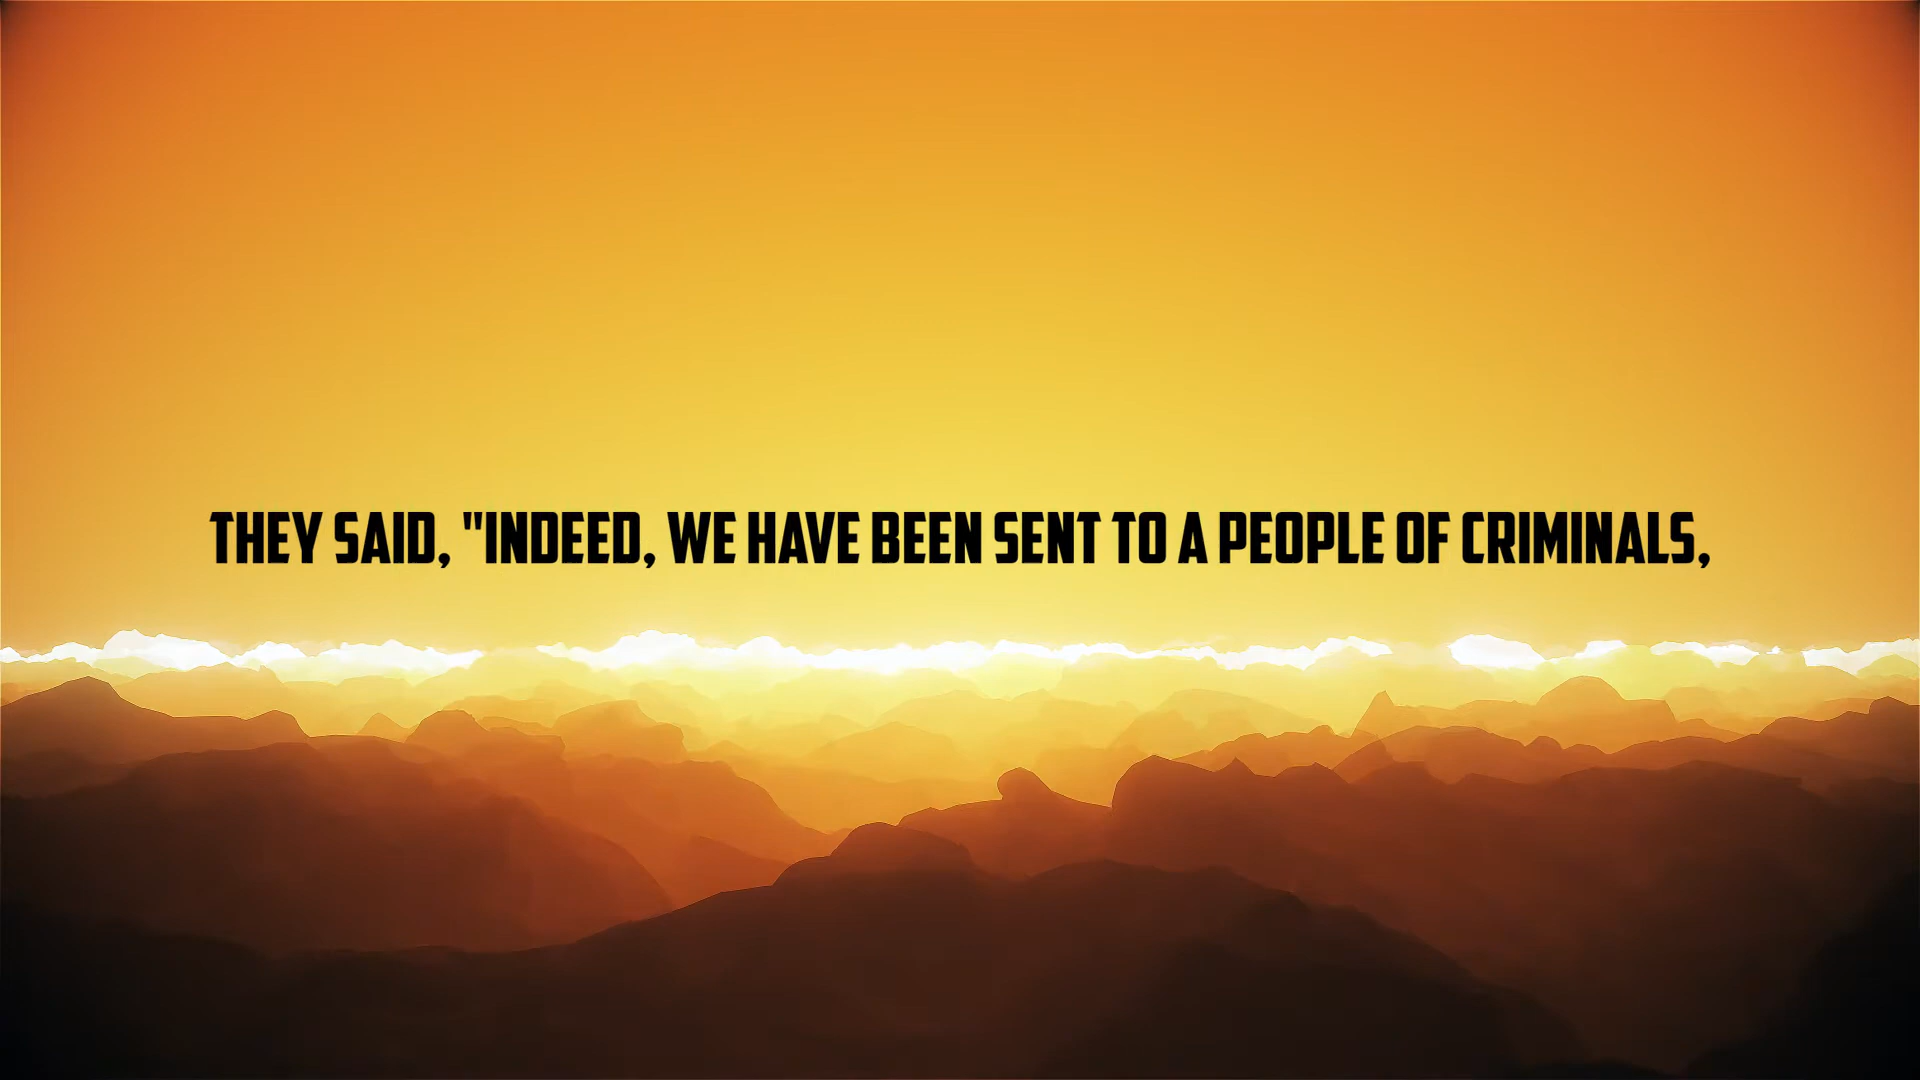 THEY SAID, "INDEED, WE HAVE BEEN SENT TO A PEOPLE OF CRIMINALS,